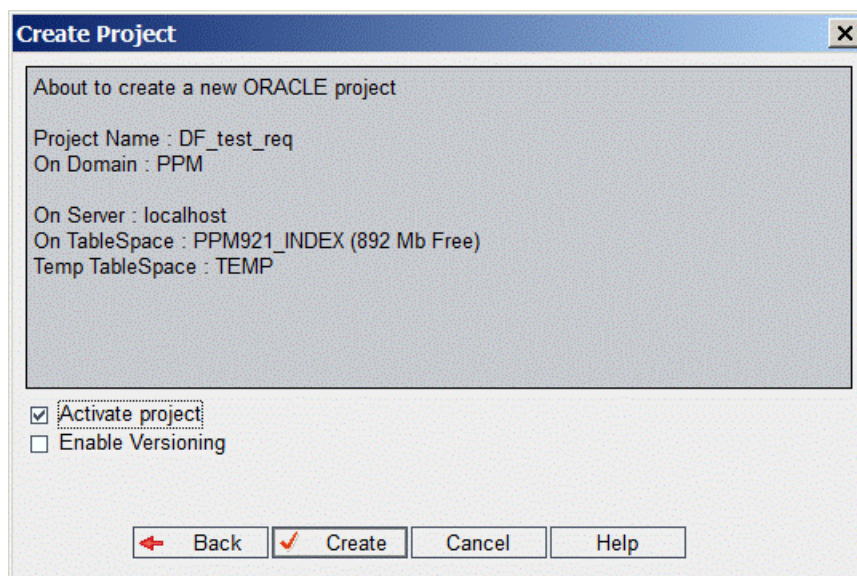 Create Project
About to create a new ORACLE project
Project Name : DF_test_req
On Domain : PPM
On Server : localhost
On TableSpace : PPM921_INDEX (892 Mb Free)
Temp TableSpace : TEMP
Activate project
Enable Versioning
Back Create Cancel Help